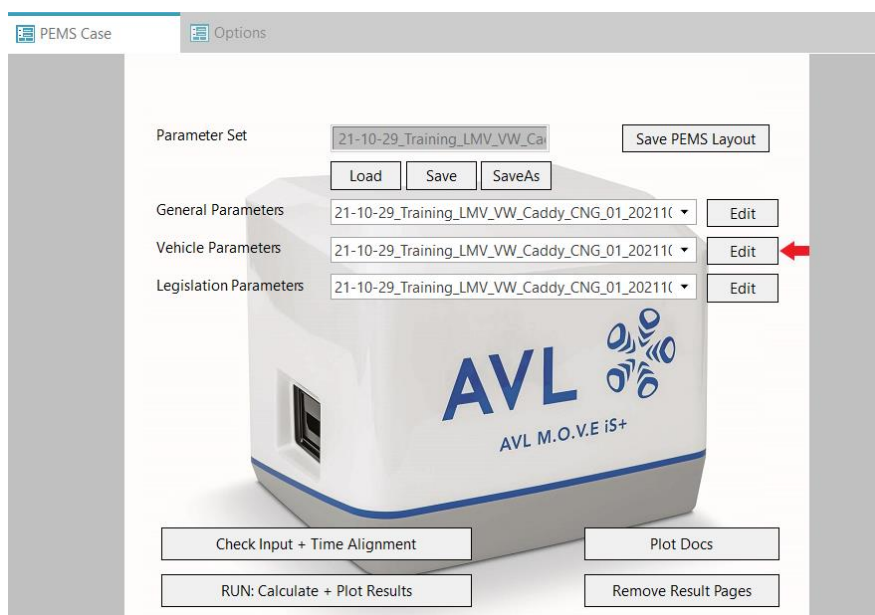 PEMS Case
Options
Parameter Set
21-10-29_Training_LMV_VW_Ca
Save PEMS Layout
Load
Save
SaveAs
General Parameters
21-10-29_Training_LMV_VW_Caddy_CNG_01_20211(
Edit
Vehicle Parameters
21-10-29_Training_LMV_VW_Caddy_CNG_01_20211(
Edit
Legislation Parameters
21-10-29_Training_LMV_VW_Caddy_CNG_01_20211(
Edit
AVL
AVL M.O.V.E iS+
Check Input + Time Alignment
Plot Docs
RUN: Calculate + Plot Results
Remove Result Pages